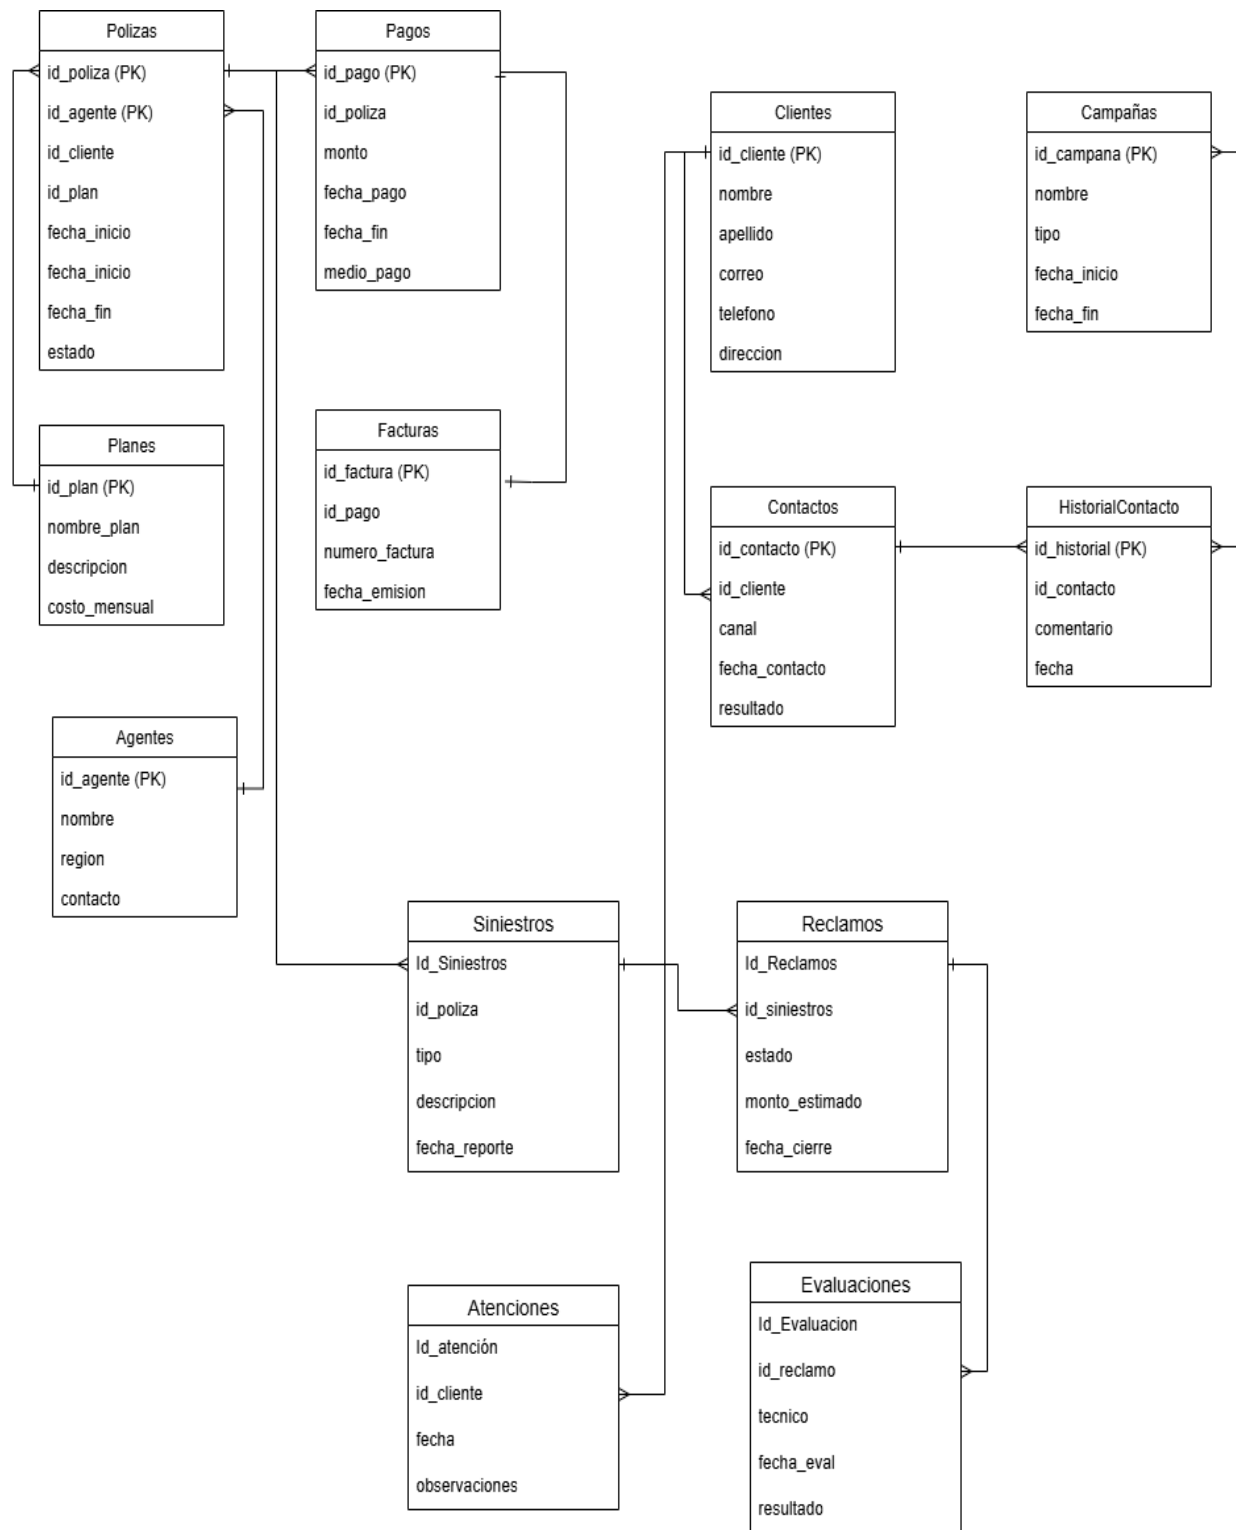 Polizas
id_poliza (PK)
id_agente (PK)
id_cliente
id_plan
fecha_inicio
fecha_inicio
fecha_fin
estado
Pagos
id_pago (PK)
id_poliza
monto
fecha_pago
fecha_fin
medio_pago
Clientes
id_cliente (PK)
nombre
apellido
correo
telefono
direccion
Campañas
id_campana (PK)
nombre
tipo
fecha_inicio
fecha_fin
Planes
id_plan (PK)
nombre_plan
descripcion
costo_mensual
Facturas
id_factura (PK)
id_pago
numero_factura
fecha_emision
Contactos
id_contacto (PK)
id_cliente
canal
fecha_contacto
resultado
HistorialContacto
id_historial (PK)
id_contacto
comentario
fecha
Agentes
id_agente (PK)
nombre
region
contacto
Siniestros
Id_Siniestros
id_poliza
tipo
descripcion
fecha_reporte
Reclamos
Id_Reclamos
id_siniestros
estado
monto_estimado
fecha_cierre
Atenciones
Id_atención
id_cliente
fecha
observaciones
Evaluaciones
Id_Evaluacion
id_reclamo
tecnico
fecha_eval
resultado